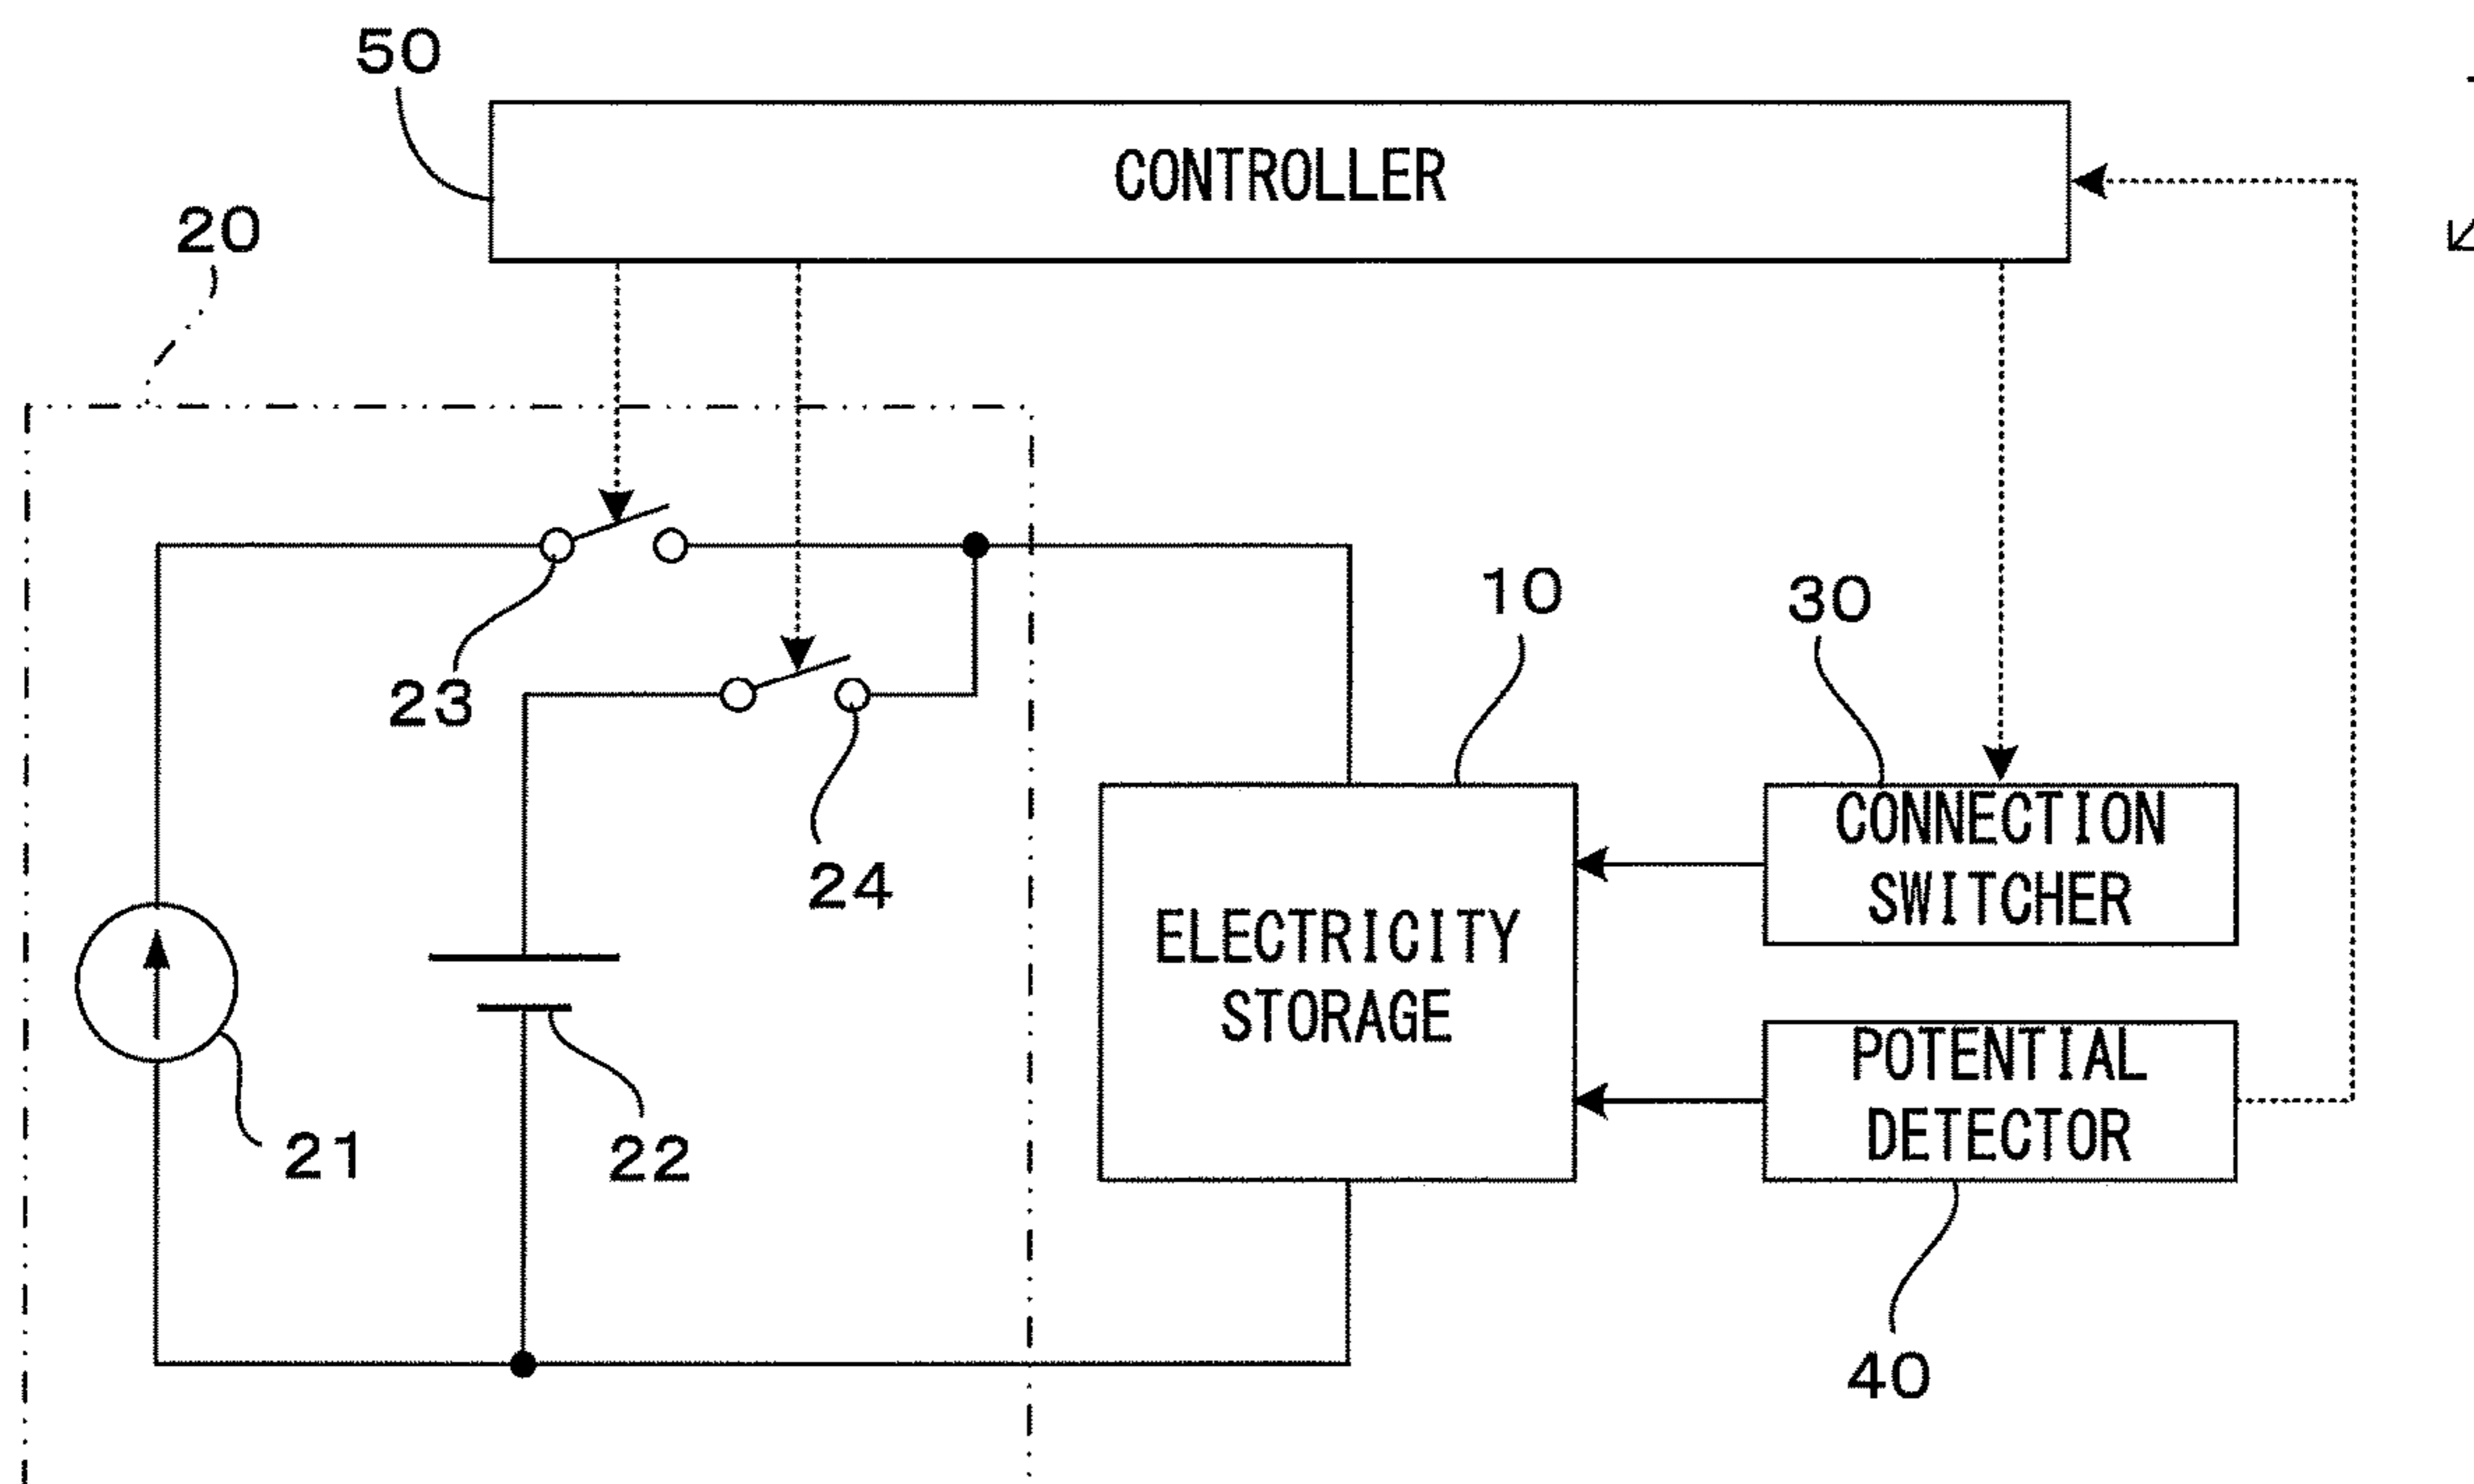 50
CONTROLLER
20
10
30
23
CONNECTION
SWITCHER
24
ELECTRICITY
STORAGE
POTENTIAL
DETECTOR
21
22
40